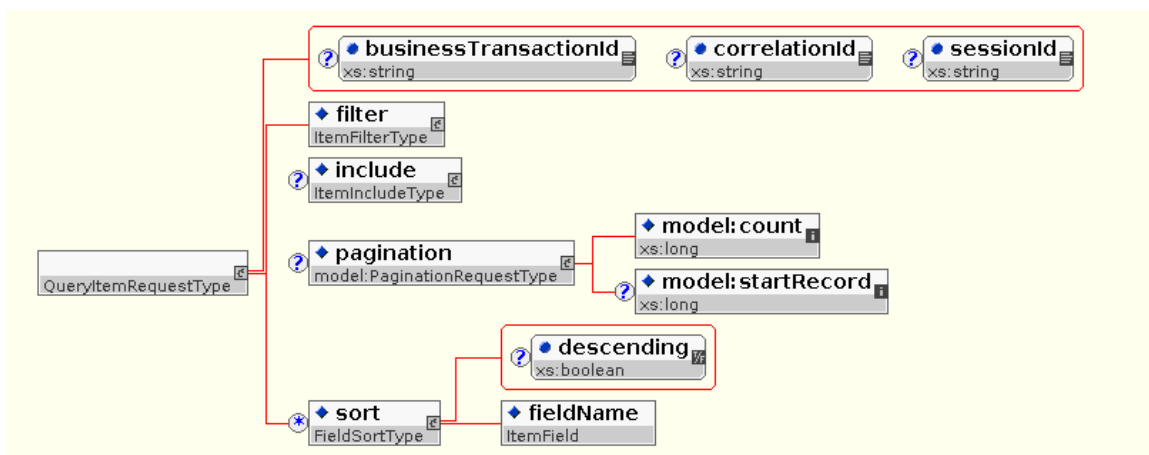 businessTransactionId
xs:string
correlationId
xs:string
sessionId
xs:string
filter
ItemFilterType
include
ItemIncludeType
QueryItemRequestType
pagination
model:PaginationRequestType
model:count
xs:long
model:startRecord
xs:long
sort
FieldSortType
descending
xs:boolean
fieldName
ItemField